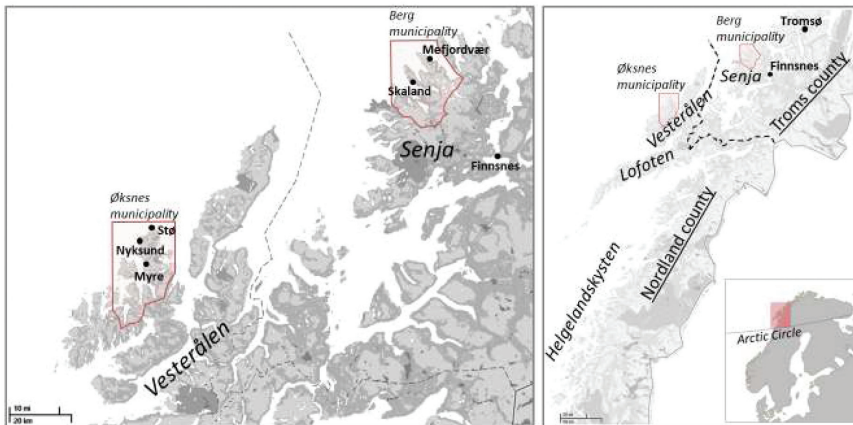 Berg
municipality
Mefjordvær
Skaland
Senja
Finnsnes
Øksnes
municipality
Stø
Nyksund
Myre
Vesterålen
10 mi
20 km
Berg
municipality
Tromsø
Øksnes
municipality
Senja
Finnsnes
Vesterålen
Troms county
Lofoten
Nordland county
Helgelandskysten
Arctic Circle